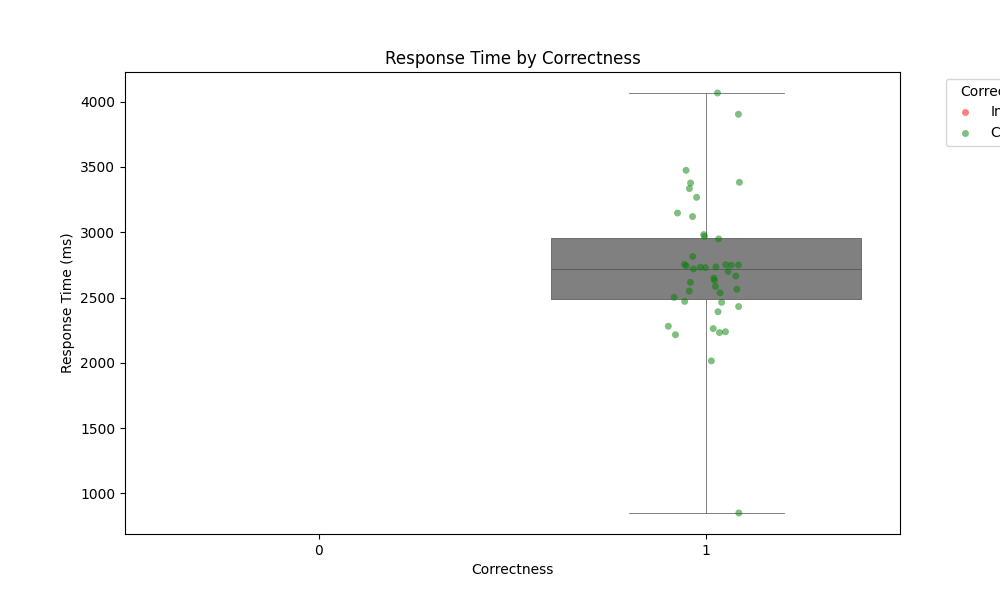 Response Time by Correctness
Response Time (ms)
4000
3500
3000
2500
2000
1500
1000
0
1
Correctness
Correc
In
C